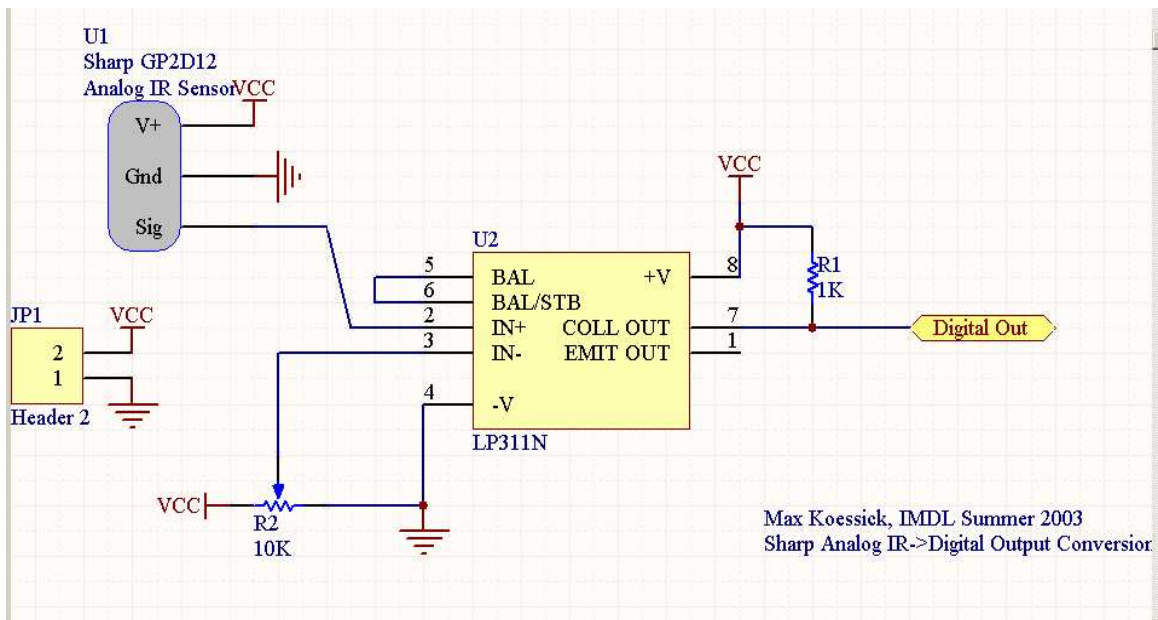 U1
Sharp GP2D12
Analog IR Sensor
VCC
V+
Gnd
Sig
JP1
VCC
2
1
Header 2
U2
VCC
5
BAL
+V
8
6
BAL/STB
2
IN+
COLL OUT
7
3
IN-
EMIT OUT
1
4
-V
LP311N
R1
1K
Digital Out
VCC
R2
10K
Max Koessick, IMDL Summer 2003
Sharp Analog IR->Digital Output Conversion